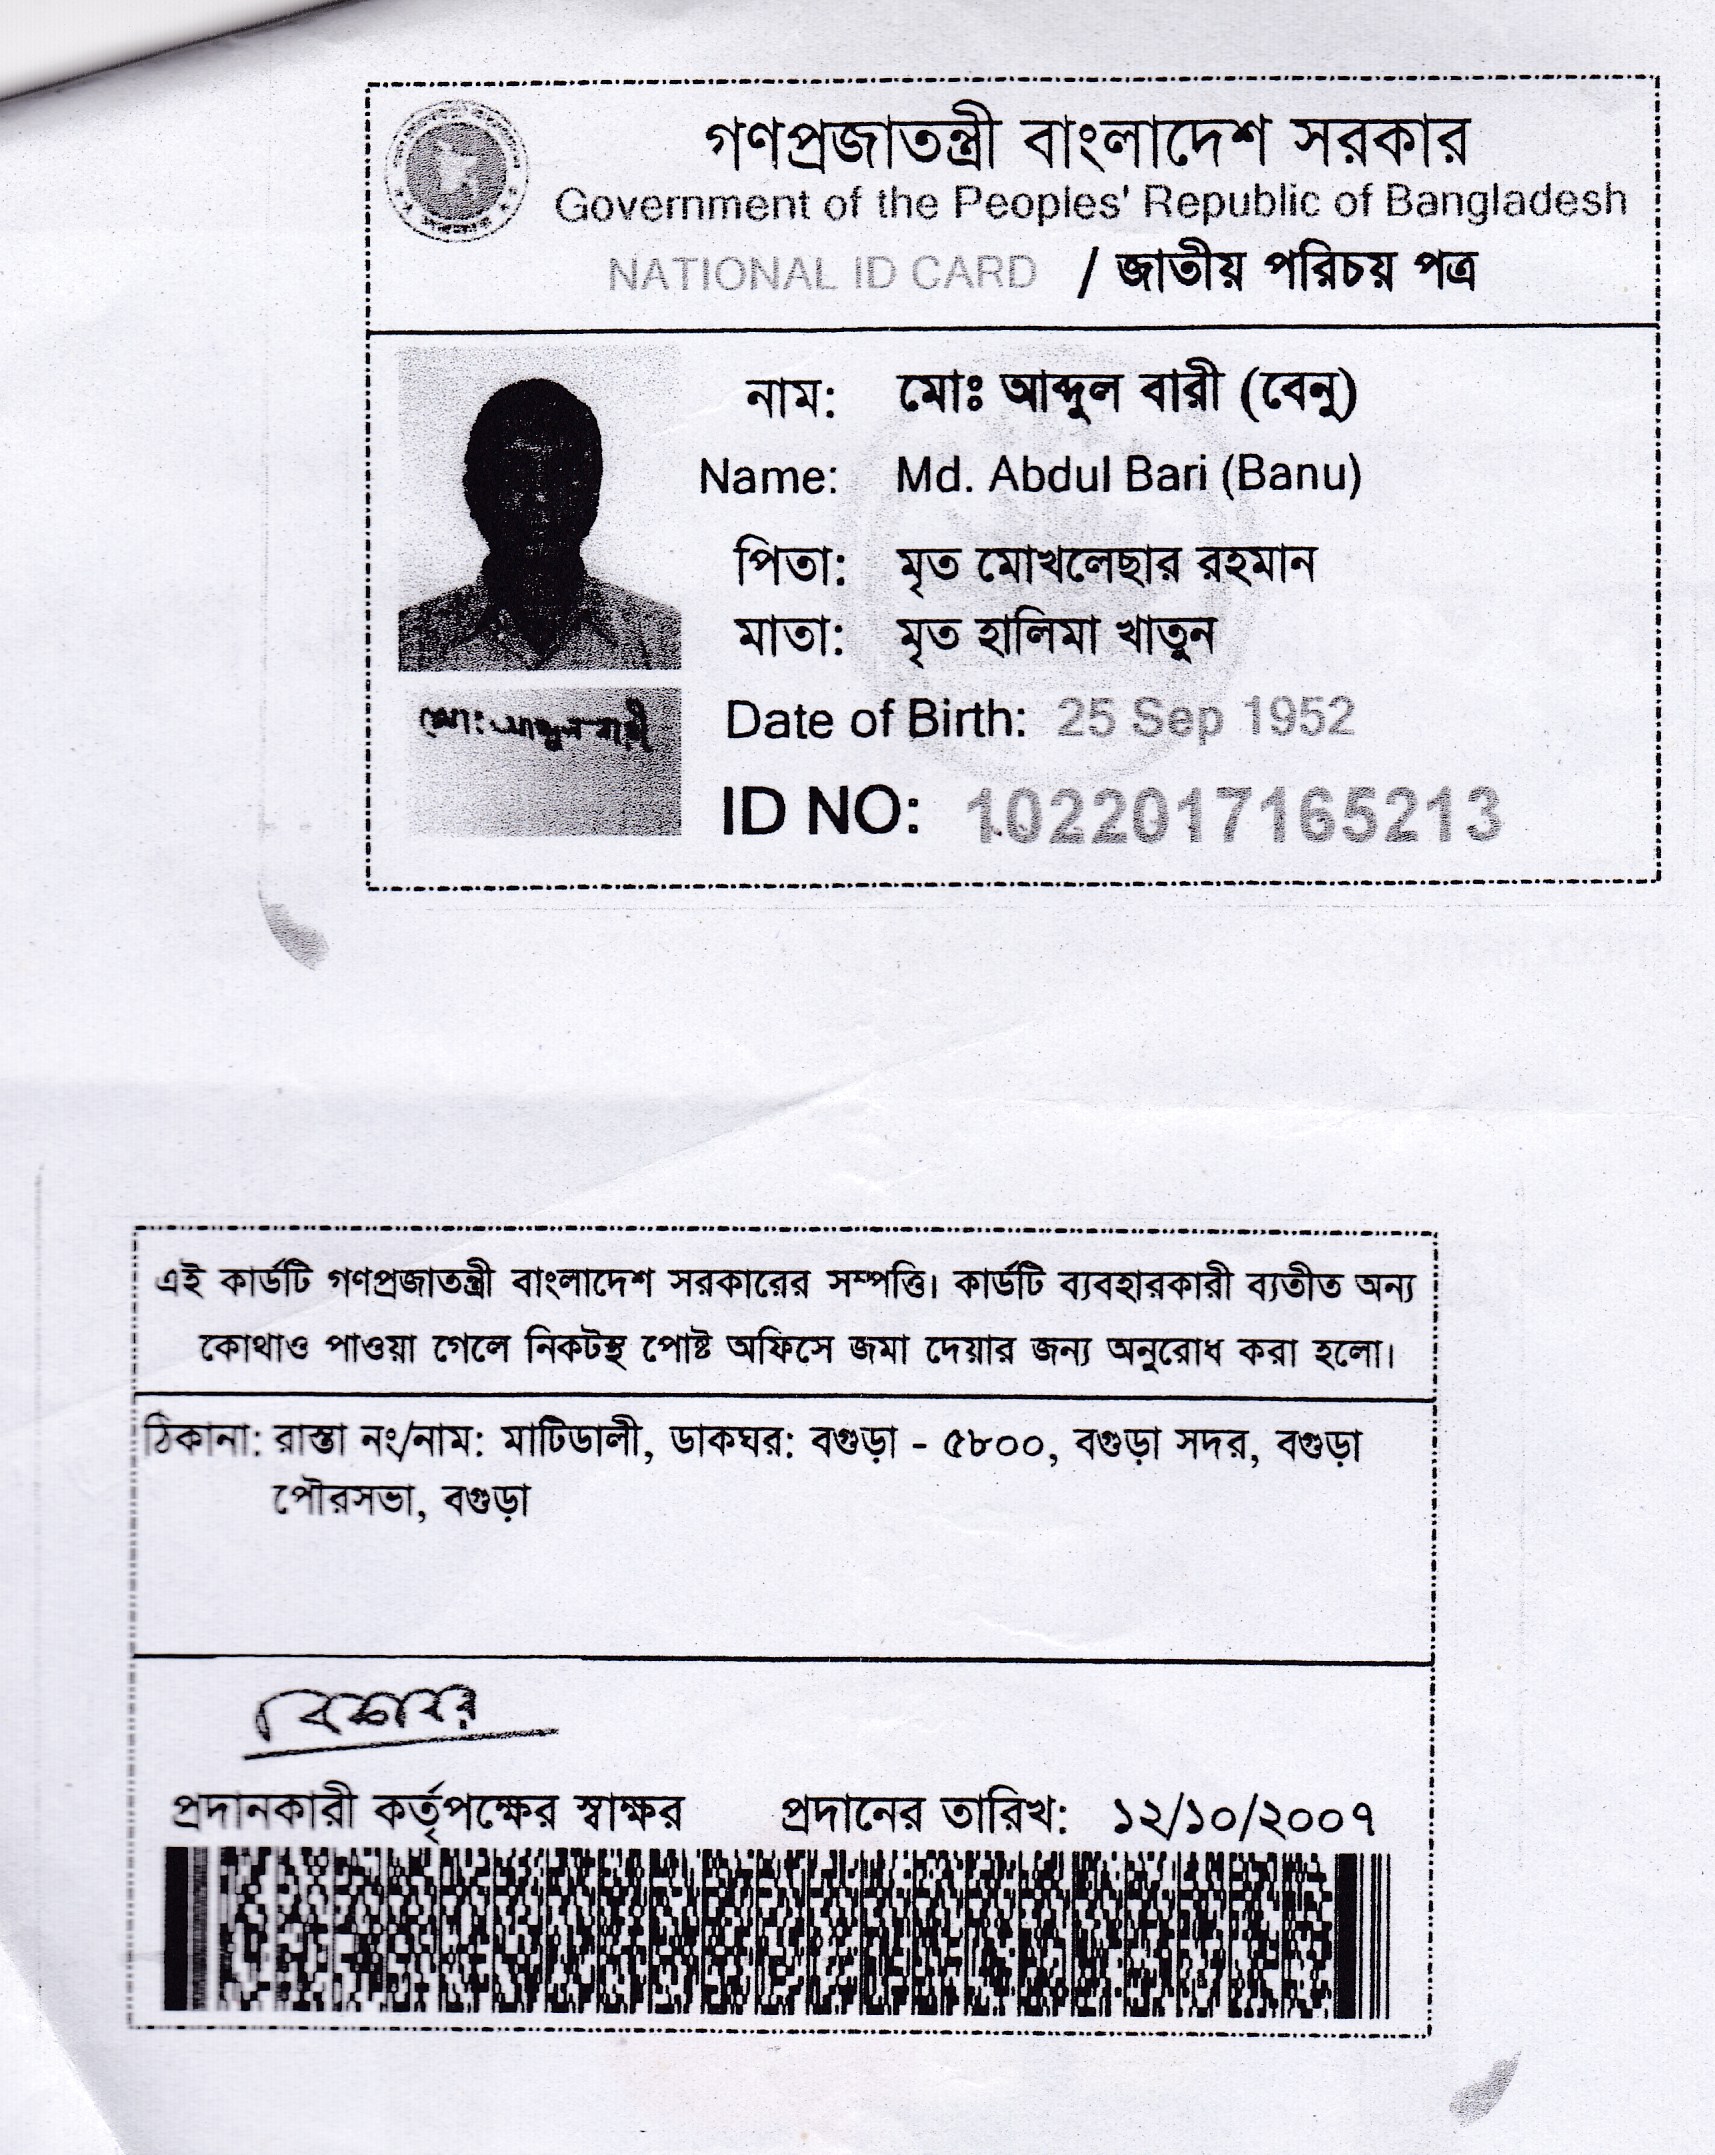 গণপ্রজাতন্ত্রী বাংলাদেশ সরকার
Government of the Peoples' Republic of Bangladesh
NATIONAL ID CARD / জাতীয় পরিচয় পত্র
নাম: মোঃ আব্দুল বারী (বেনু)
Name: Md. Abdul Bari (Banu)
পিতা: মৃত মোখলেছার রহমান
মাতা: মৃত হালিমা খাতুন
মোঃ আব্দুল বারী
Date of Birth: 25 Sep 1952
ID NO: 1022017165213
এই কার্ডটি গণপ্রজাতন্ত্রী বাংলাদেশ সরকারের সম্পত্তি। কার্ডটি ব্যবহারকারী ব্যতীত অন্য
কোথাও পাওয়া গেলে নিকটস্থ পোষ্ট অফিসে জমা দেয়ার জন্য অনুরোধ করা হলো।
ঠিকানা: রাস্তা নং/নাম: মাটিডালী, ডাকঘর: বগুড়া - ৫৮০০, বগুড়া সদর, বগুড়া
পৌরসভা, বগুড়া
প্রদানকারী কর্তৃপক্ষের স্বাক্ষর প্রদানের তারিখ: ১২/১০/২০০৭